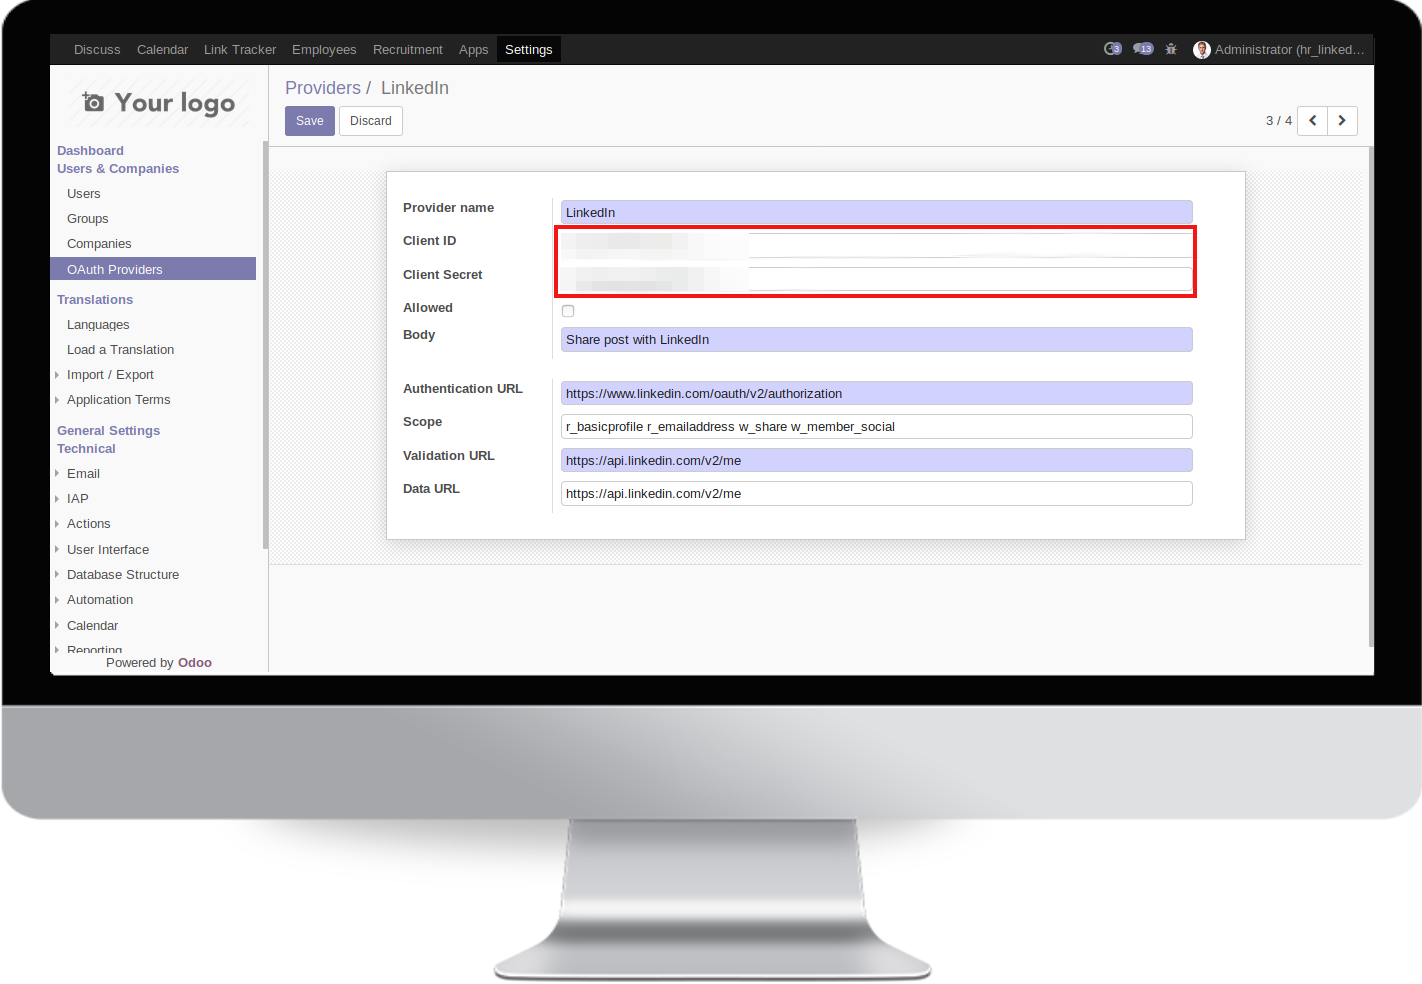 Discuss Calendar Link Tracker Employees Recruitment Apps Settings 3 13 Administrator (hr_linked...
Your logo
Providers / LinkedIn
Save Discard
3 / 4
Dashboard
Users & Companies
Users
Groups
Companies
OAuth Providers
Translations
Languages
Load a Translation
Import / Export
Application Terms
General Settings
Technical
Email
IAP
Actions
User Interface
Database Structure
Automation
Calendar
Reporting
Powered by Odoo
Provider name LinkedIn
Client ID
Client Secret
Allowed
Body Share post with LinkedIn
Authentication URL https://www.linkedin.com/oauth/v2/authorization
Scope r_basicprofile r_emailaddress w_share w_member_social
Validation URL https://api.linkedin.com/v2/me
Data URL https://api.linkedin.com/v2/me